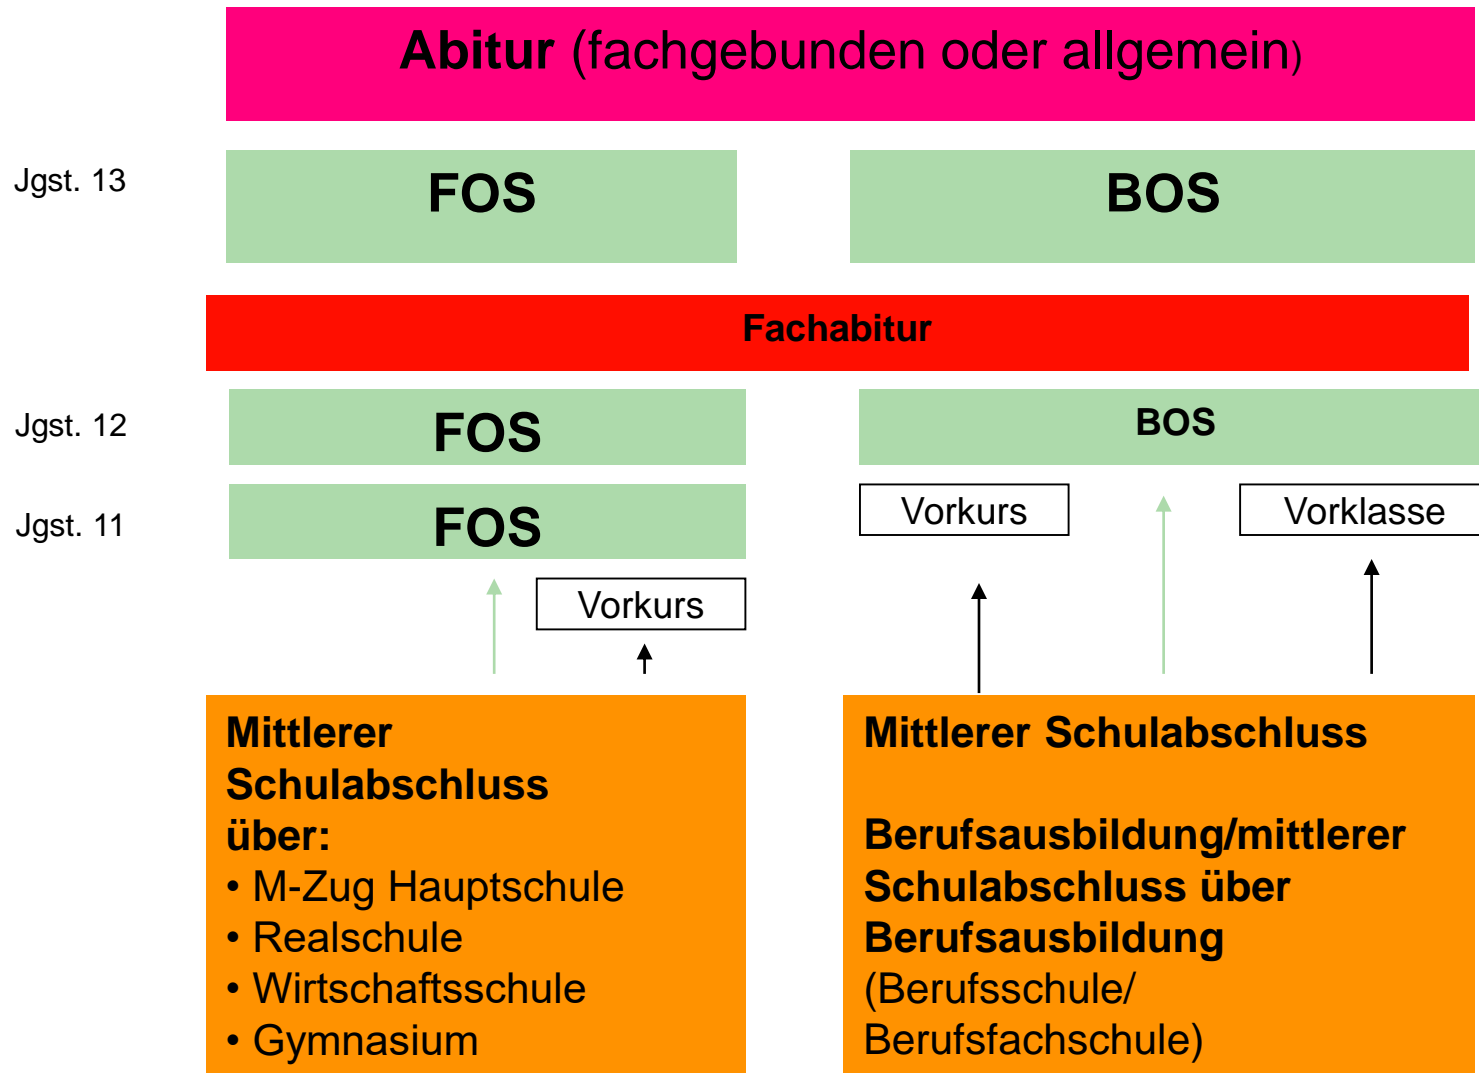 Abitur (fachgebunden oder allgemein)
Jgst. 13
FOS
BOS
Fachabitur
Jgst. 12
FOS
BOS
Jgst. 11
FOS
Vorkurs
Vorklasse
Vorkurs
Mittlerer
Schulabschluss
über:
• M-Zug Hauptschule
• Realschule
• Wirtschaftsschule
• Gymnasium
Mittlerer Schulabschluss
Berufsausbildung/mittlerer
Schulabschluss über
Berufsausbildung
(Berufsschule/
Berufsfachschule)